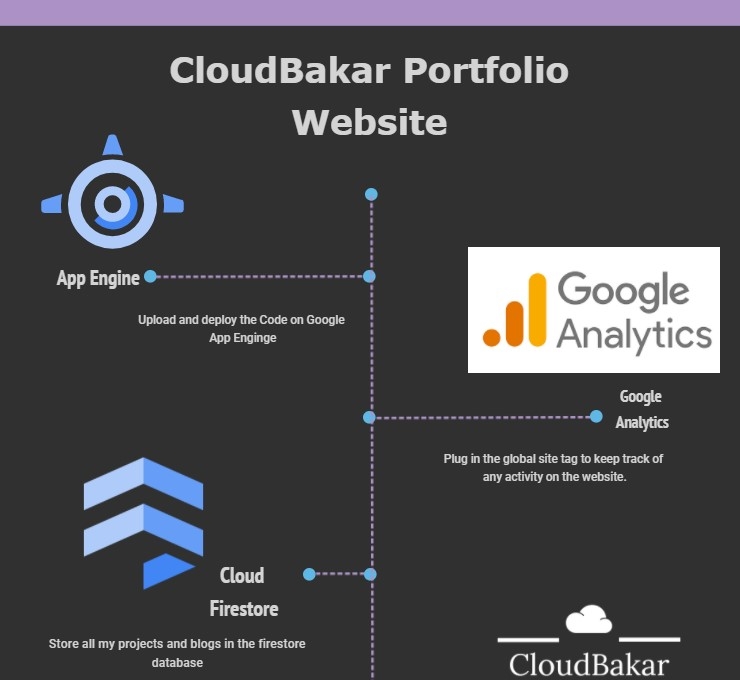 CloudBakar Portfolio
Website
App Engine
Upload and deploy the Code on Google
App Enginge
Google
Analytics
Google
Analytics
Plug in the global site tag to keep track of
any activity on the website.
Cloud
Firestore
Store all my projects and blogs in the firestore
database
CloudBakar